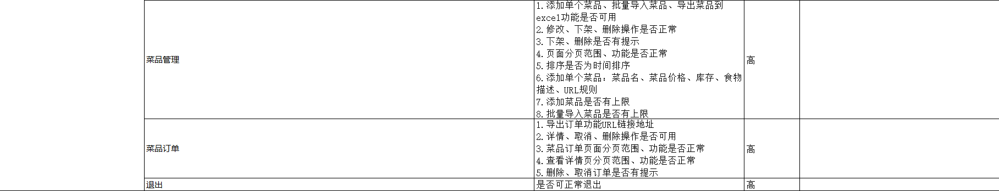 菜品管理
1.添加单个菜品、批量导入菜品、导出菜品到
excel功能是否可用
2.修改、下架、删除操作是否正常
3.下架、删除是否有提示
4.页面分页范围、功能是否正常
5.排序是否为时间排序
6.添加单个菜品：菜品名、菜品价格、库存、食物
描述、URL规则
7.添加菜品是否有上限
8.批量导入菜品是否有上限
高
菜品订单
1.导出订单功能URL链接地址
2.详情、取消、删除操作是否可用
3.菜品订单页面分页范围、功能是否正常
4.查看详情页分页范围、功能是否正常
5.删除、取消订单是否有提示
高
退出
是否可正常退出
高